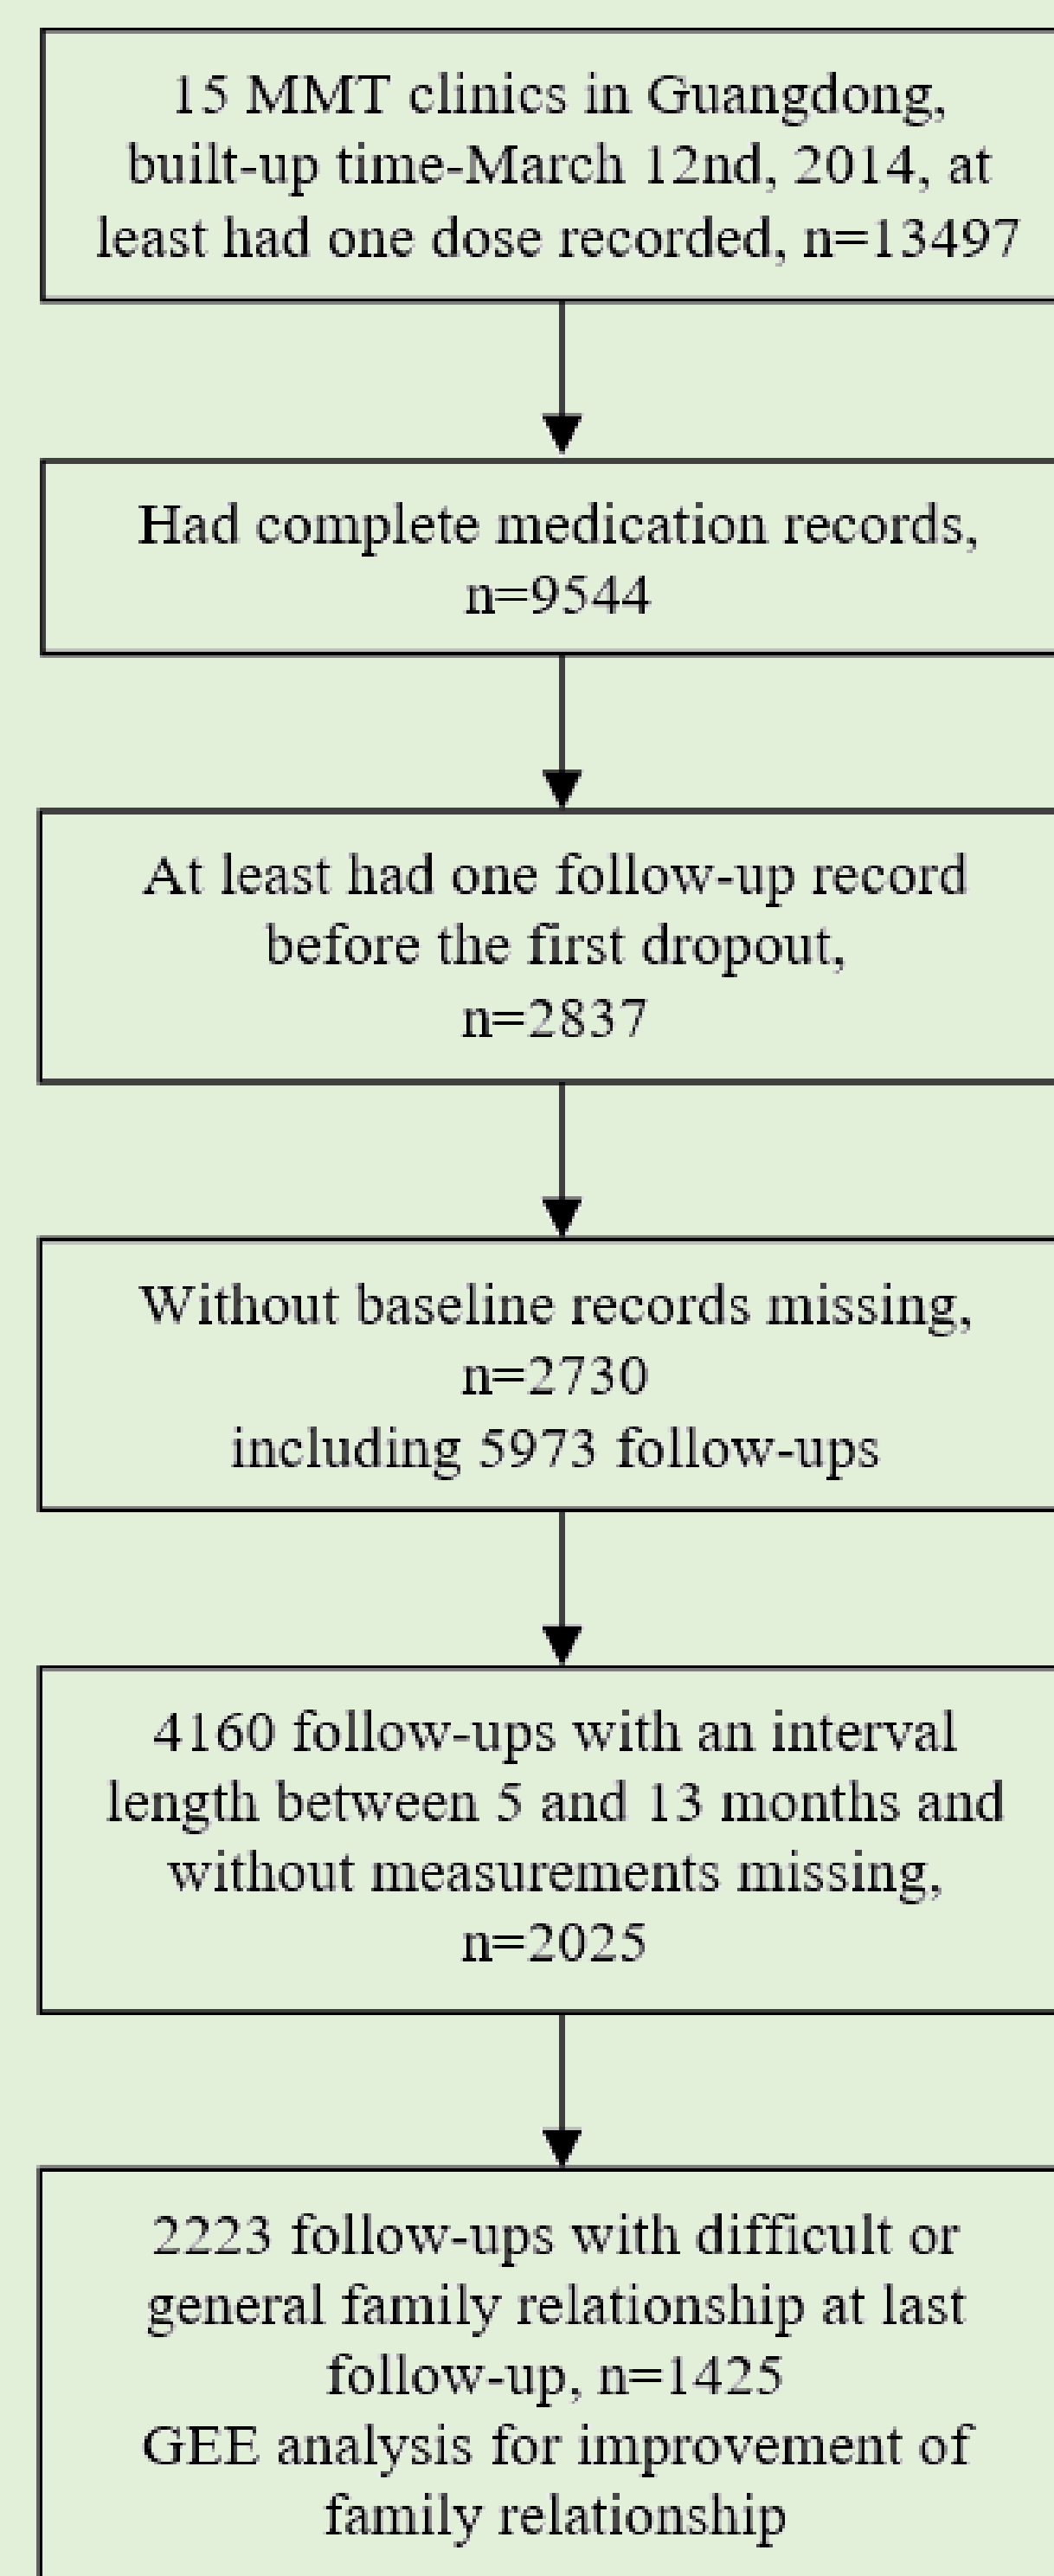 15 MMT clinics in Guangdong,
built-up time-March 12nd, 2014, at
least had one dose recorded, n=13497
Had complete medication records,
n=9544
At least had one follow-up record
before the first dropout,
n=2837
Without baseline records missing,
n=2730
including 5973 follow-ups
4160 follow-ups with an interval
length between 5 and 13 months and
without measurements missing,
n=2025
2223 follow-ups with difficult or
general family relationship at last
follow-up, n=1425
GEE analysis for improvement of
family relationship